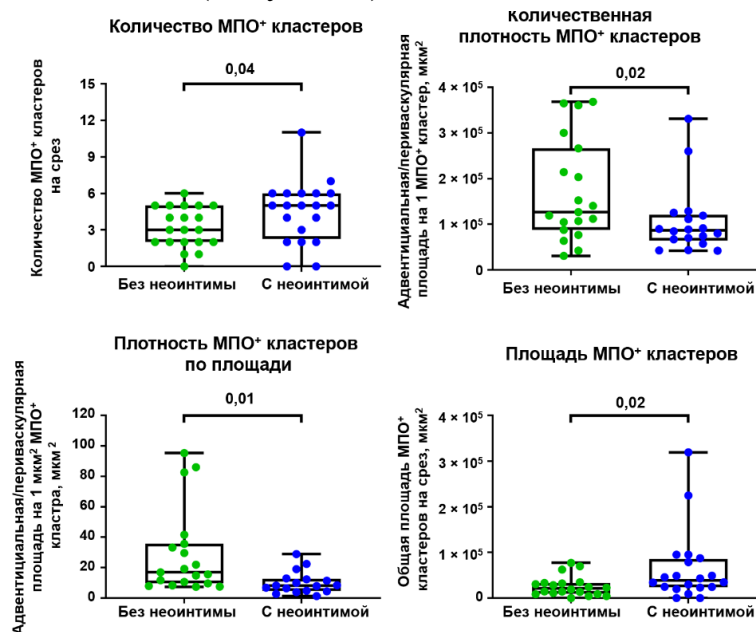 Количество МПО⁺ кластеров
0,04
Количество МПО⁺ кластеров
на срез
15
12
9
6
3
0
Без неоинтимы
С неоинтимой
Количественная
плотность МПО⁺ кластеров
0,02
Адвентициальная/периваскулярная
площадь на 1 МПО⁺ кластер, мкм²
4 × 10⁵
3 × 10⁵
2 × 10⁵
1 × 10⁵
0
Без неоинтимы
С неоинтимой
Плотность МПО⁺ кластеров
по площади
0,01
Адвентициальная/периваскулярная
площадь на 1 мкм² МПО⁺
кластра, мкм²
120
100
80
60
40
20
0
Без неоинтимы
С неоинтимой
Площадь МПО⁺ кластеров
0,02
Общая площадь МПО⁺
кластеров на срез, мкм²
4 × 10⁵
3 × 10⁵
2 × 10⁵
1 × 10⁵
0
Без неоинтимы
С неоинтимой